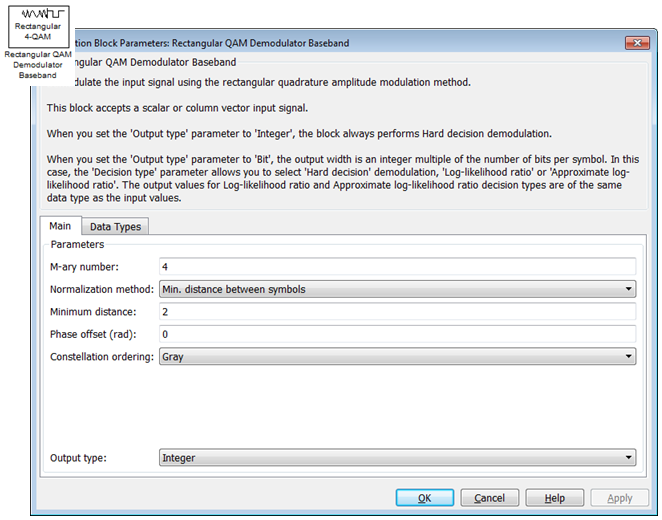 Rectangular
4-QAM
Rectangular QAM
Demodulator
Baseband
tion Block Parameters: Rectangular QAM Demodulator Baseband
ngular QAM Demodulator Baseband
dulate the input signal using the rectangular quadrature amplitude modulation method.
This block accepts a scalar or column vector input signal.
When you set the 'Output type' parameter to 'Integer', the block always performs Hard decision demodulation.
When you set the 'Output type' parameter to 'Bit', the output width is an integer multiple of the number of bits per symbol. In this
case, the 'Decision type' parameter allows you to select 'Hard decision' demodulation, 'Log-likelihood ratio' or 'Approximate log-
likelihood ratio'. The output values for Log-likelihood ratio and Approximate log-likelihood ratio decision types are of the same
data type as the input values.
Main Data Types
Parameters
M-ary number: 4
Normalization method: Min. distance between symbols
Minimum distance: 2
Phase offset (rad): 0
Constellation ordering: Gray
Output type: Integer
OK Cancel Help Apply